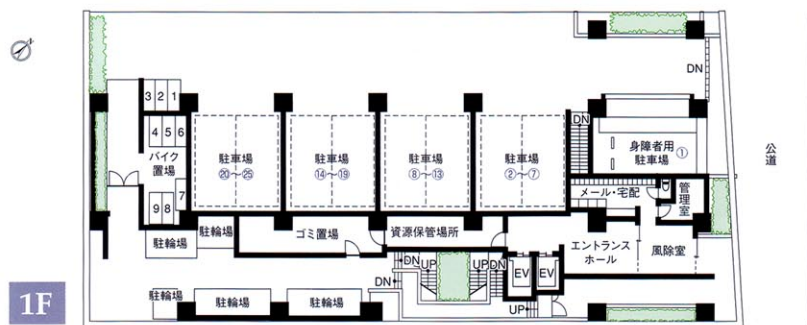 DN
3 2 1
4 5 6
バイク
置場
7
9 8
駐車場
⑳〜㉕
駐車場
⑭〜⑲
駐車場
⑧〜⑬
駐車場
②〜⑦
DN
身障者用
駐車場 ①
公道
メール・宅配
管理室
駐輪場
駐輪場
ゴミ置場
資源保管場所
エントランス
ホール
風除室
EV
EV
DN
UP
UP
DN
DN
UP
駐輪場
駐輪場
駐輪場
1F